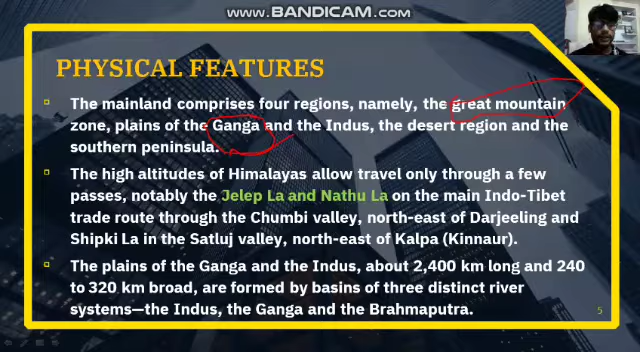 WWW.BANDICAM.COM
PHYSICAL FEATURES
The mainland comprises four regions, namely, the great mountain
zone, plains of the Ganga and the Indus, the desert region and the
southern peninsula.
The high altitudes of Himalayas allow travel only through a few
passes, notably the Jelep La and Nathu La on the main Indo-Tibet
trade route through the Chumbi valley, north-east of Darjeeling and
Shipki La in the Satluj valley, north-east of Kalpa (Kinnaur).
The plains of the Ganga and the Indus, about 2,400 km long and 240
to 320 km broad, are formed by basins of three distinct river
systems—the Indus, the Ganga and the Brahmaputra.
5